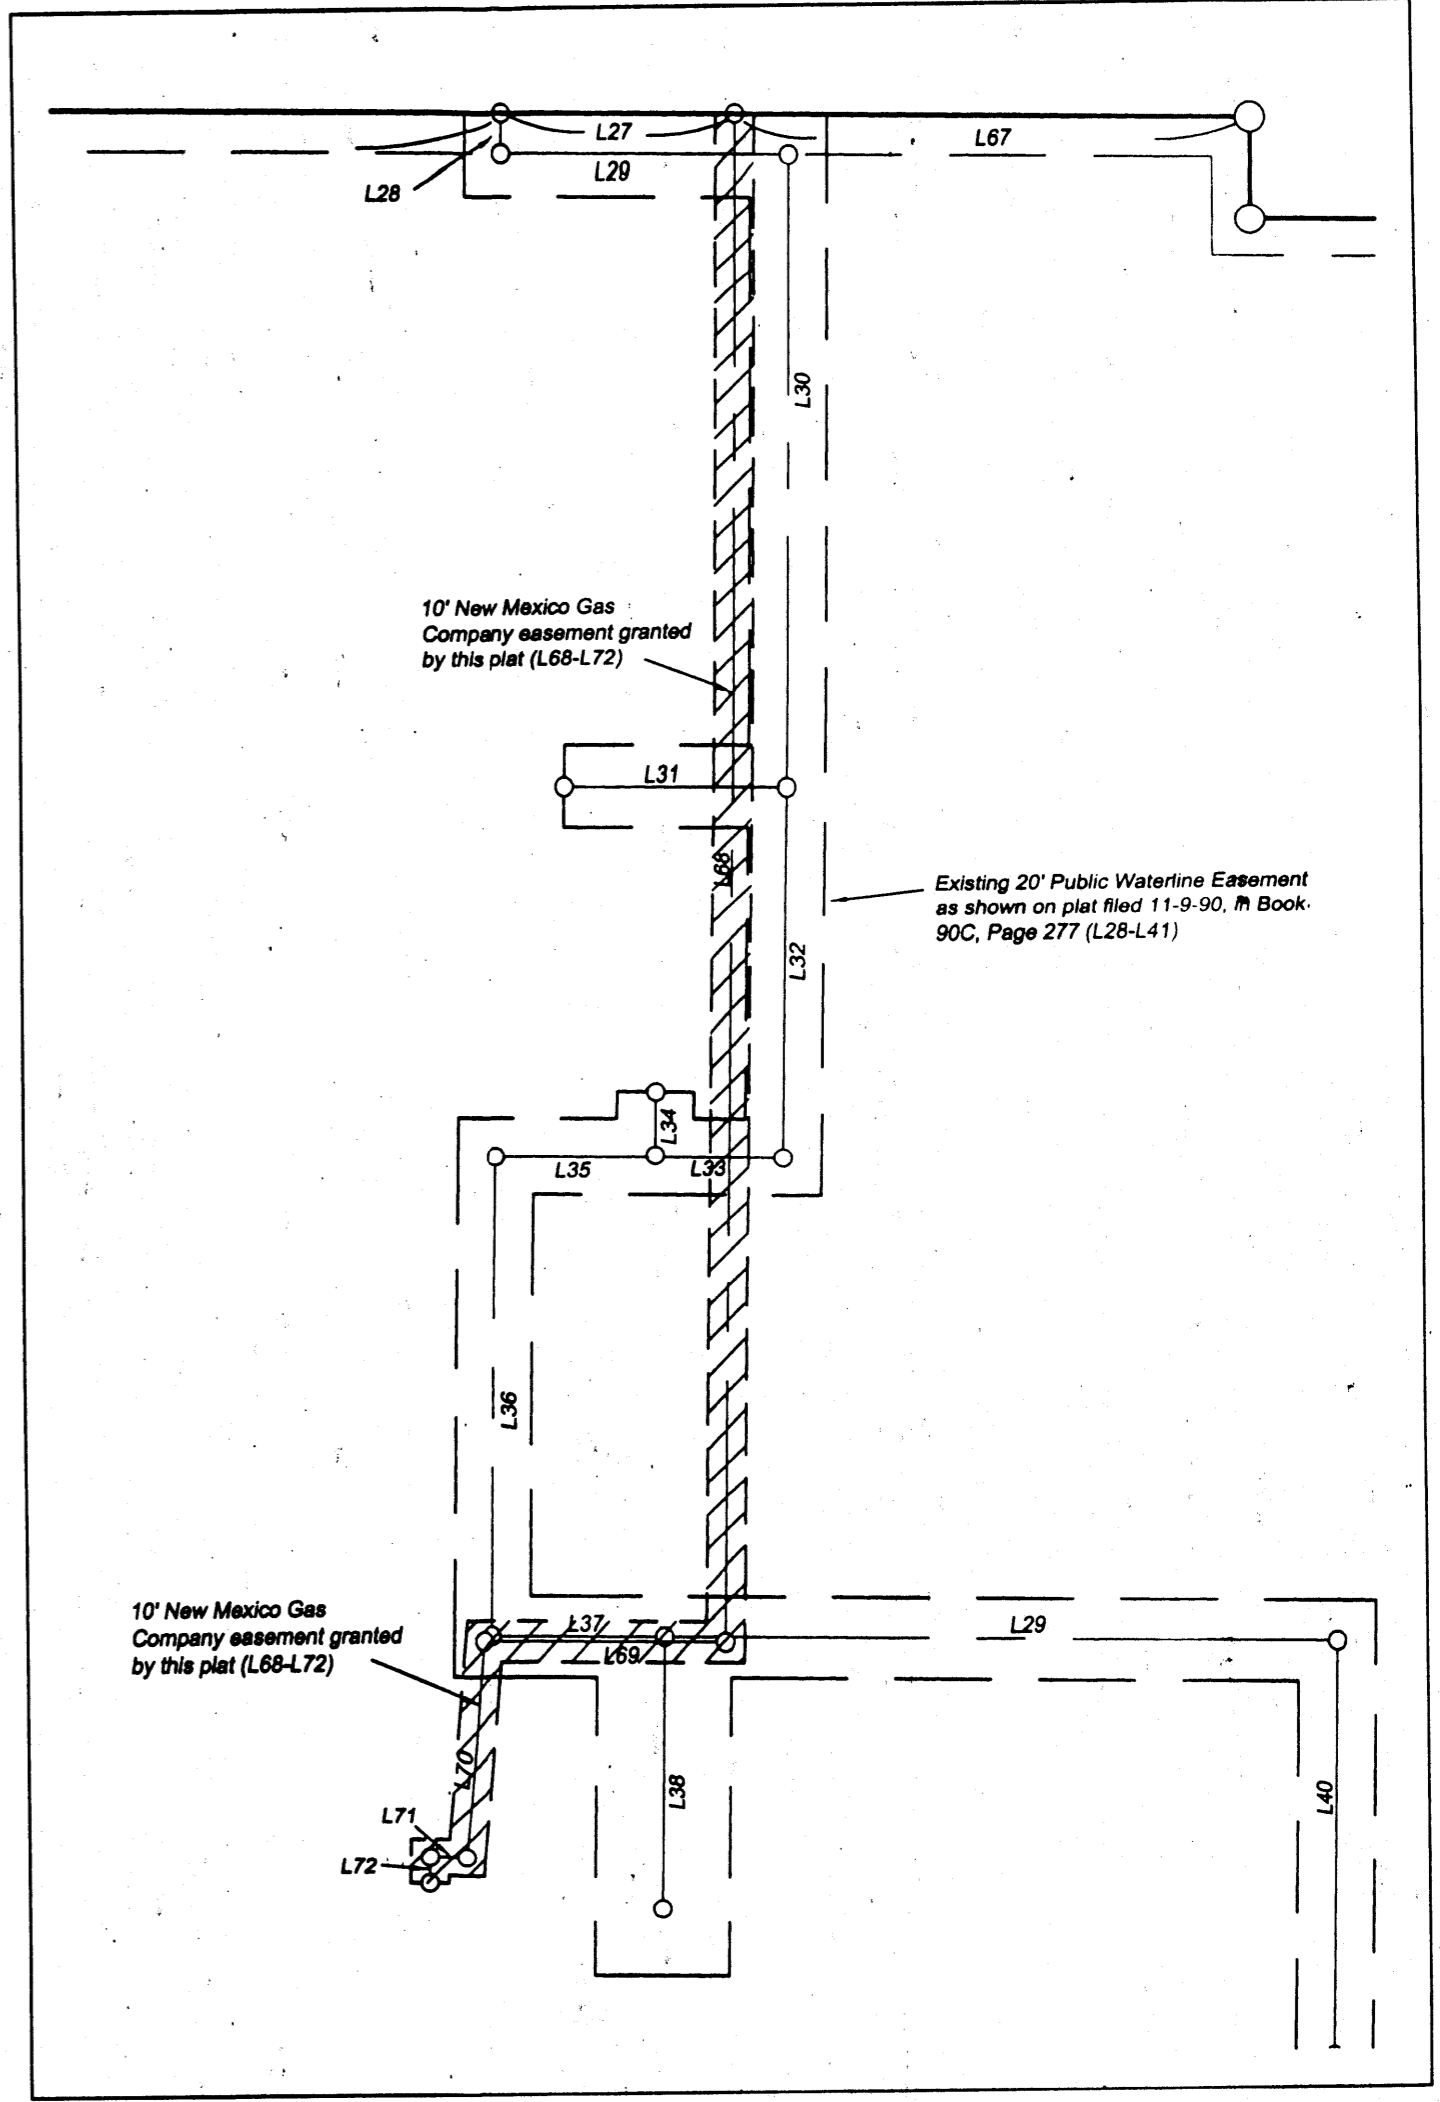 L27
L67
L29
L28
L30
10' New Mexico Gas
Company easement granted
by this plat (L68-L72)
L31
L68
Existing 20' Public Waterline Easement
as shown on plat filed 11-9-90, in Book
90C, Page 277 (L28-L41)
L32
L34
L35
L33
L36
10' New Mexico Gas
Company easement granted
by this plat (L68-L72)
L37
L29
L69
L70
L38
L40
L71
L72